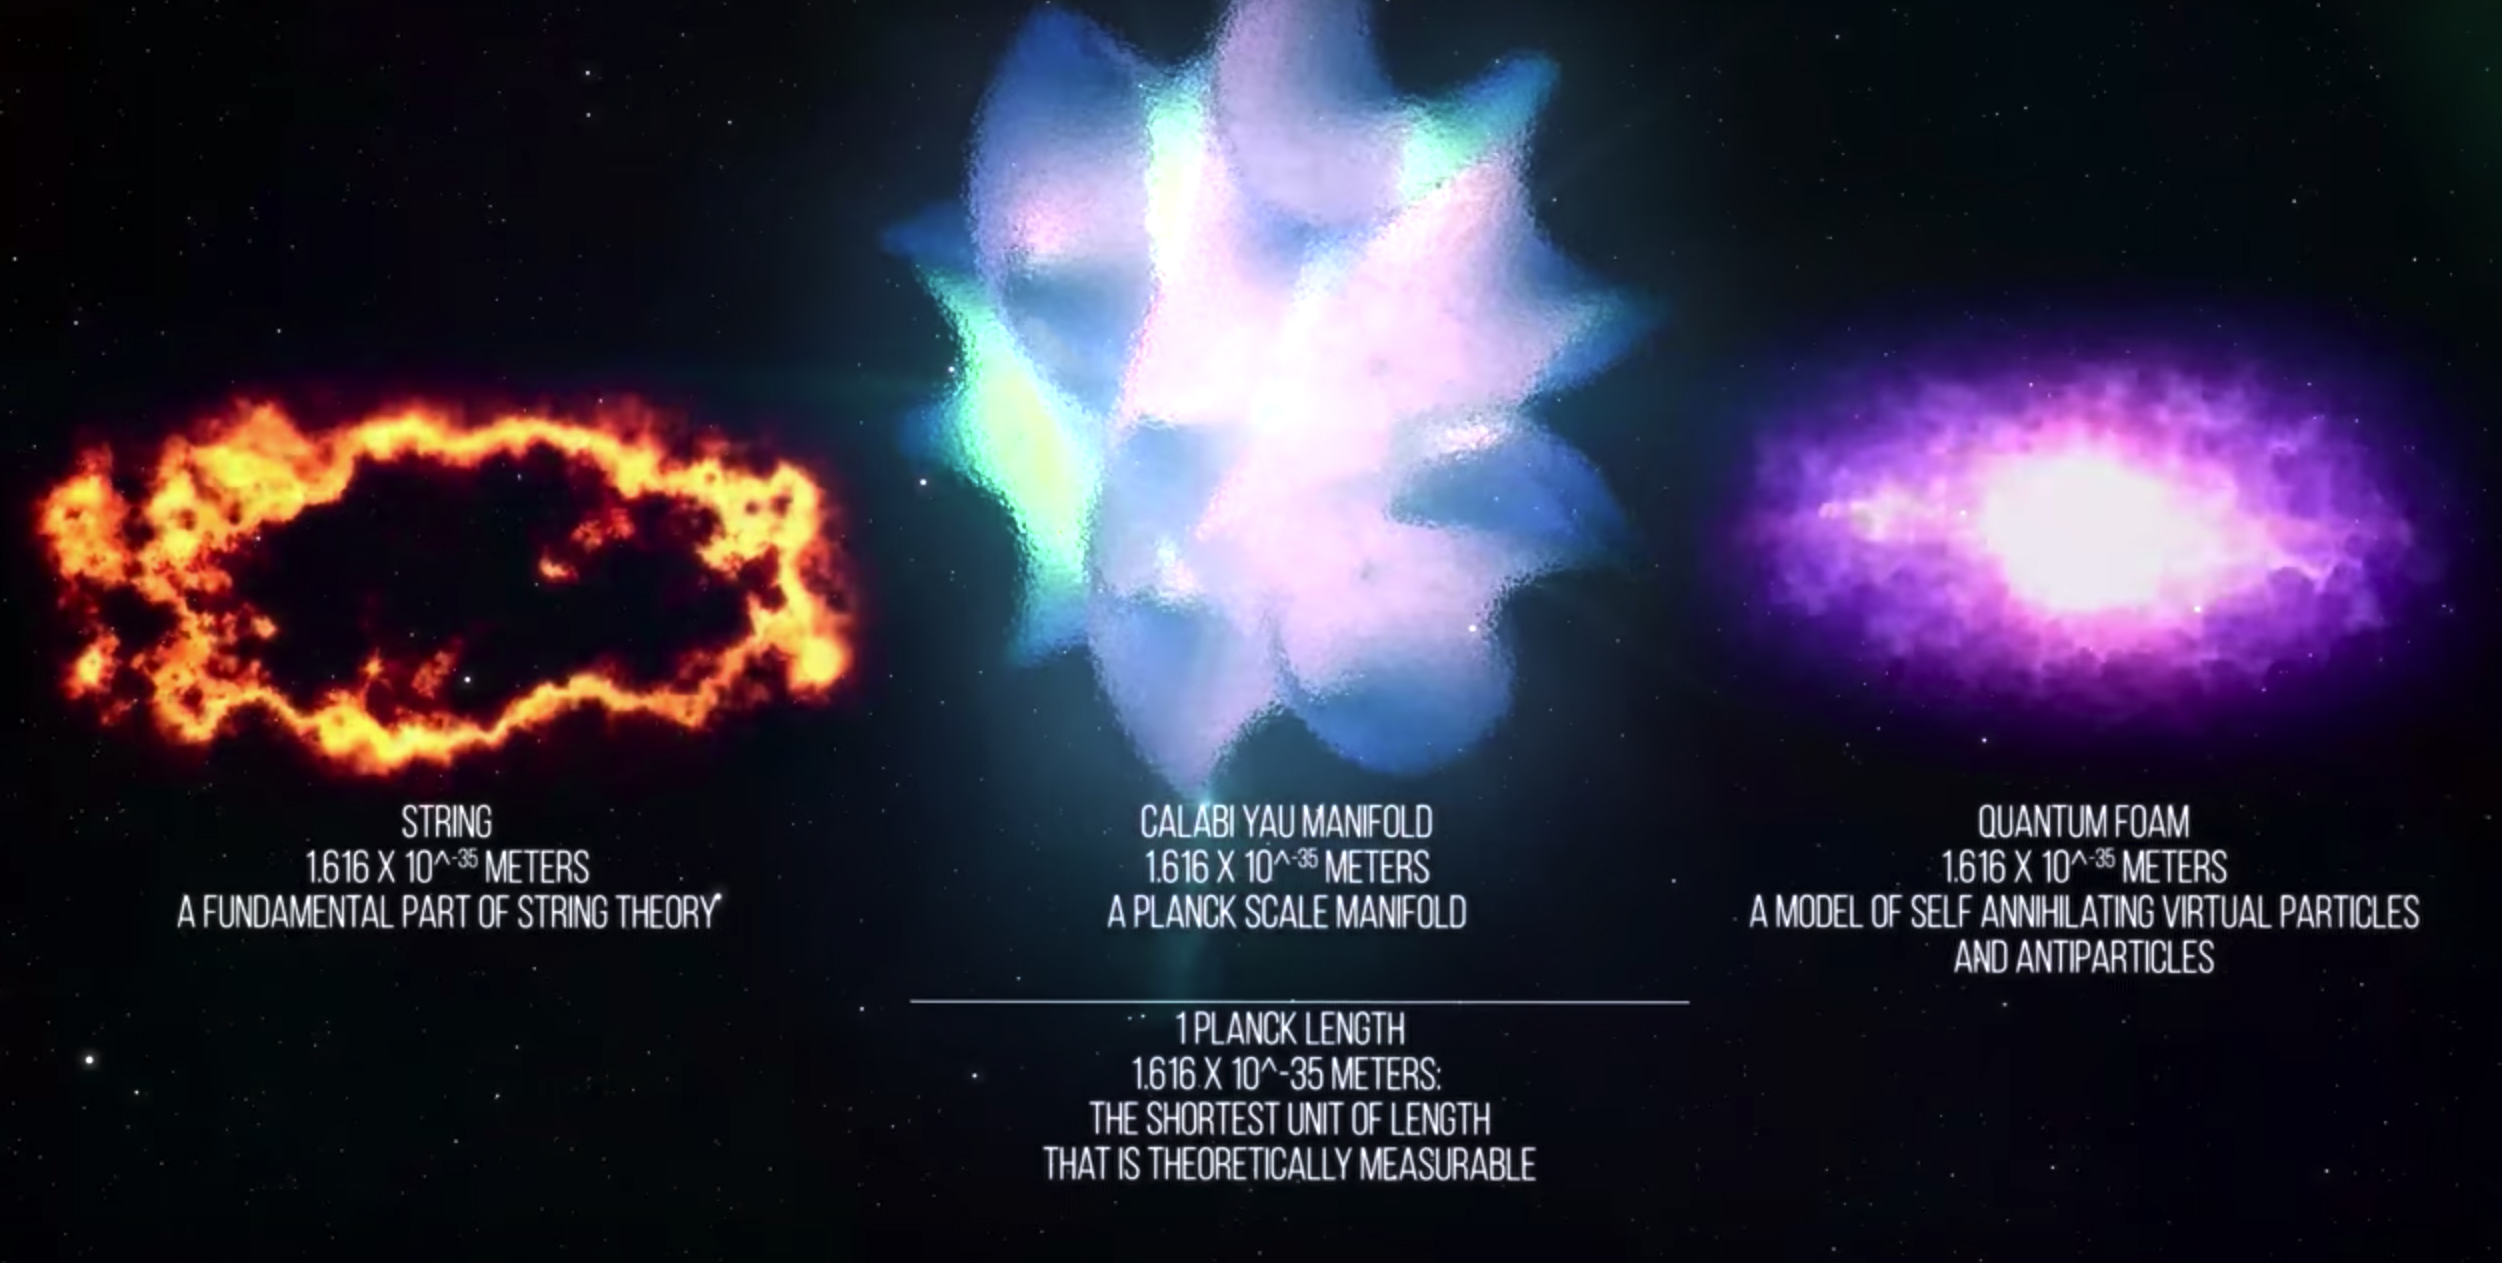 STRING
1.616 X 10^-35 METERS
A FUNDAMENTAL PART OF STRING THEORY
CALABI YAU MANIFOLD
1.616 X 10^-35 METERS
A PLANCK SCALE MANIFOLD
QUANTUM FOAM
1.616 X 10^-35 METERS
A MODEL OF SELF ANNIHILATING VIRTUAL PARTICLES
AND ANTIPARTICLES
1 PLANCK LENGTH
1.616 X 10^-35 METERS:
THE SHORTEST UNIT OF LENGTH
THAT IS THEORETICALLY MEASURABLE